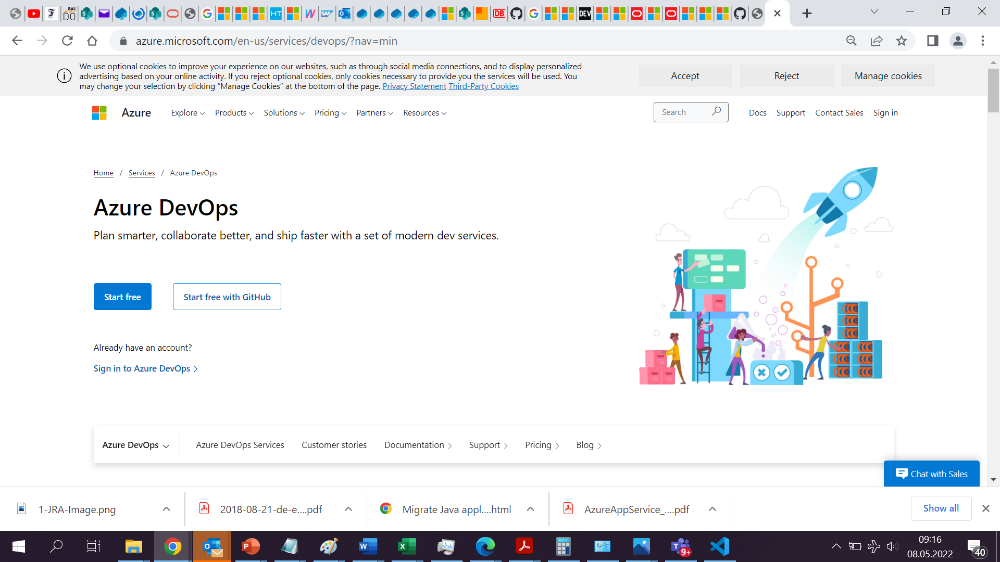 BAU
DO
HT
SAP
DB
DEV
azure.microsoft.com/en-us/services/devops/?nav=min
We use optional cookies to improve your experience on our websites, such as through social media connections, and to display personalized
advertising based on your online activity. If you reject optional cookies, only cookies necessary to provide you the services will be used. You
may change your selection by clicking "Manage Cookies" at the bottom of the page. Privacy Statement Third-Party Cookies
Accept
Reject
Manage cookies
Azure
Explore
Products
Solutions
Pricing
Partners
Resources
Search
Docs
Support
Contact Sales
Sign in
Home / Services / Azure DevOps
Azure DevOps
Plan smarter, collaborate better, and ship faster with a set of modern dev services.
Start free
Start free with GitHub
Already have an account?
Sign in to Azure DevOps
Azure DevOps
Azure DevOps Services
Customer stories
Documentation
Support
Pricing
Blog
Chat with Sales
1-JRA-Image.png
2018-08-21-de-e....pdf
Migrate Java appl....html
AzureAppService_....pdf
Show all
9+
09:16
08.05.2022
40